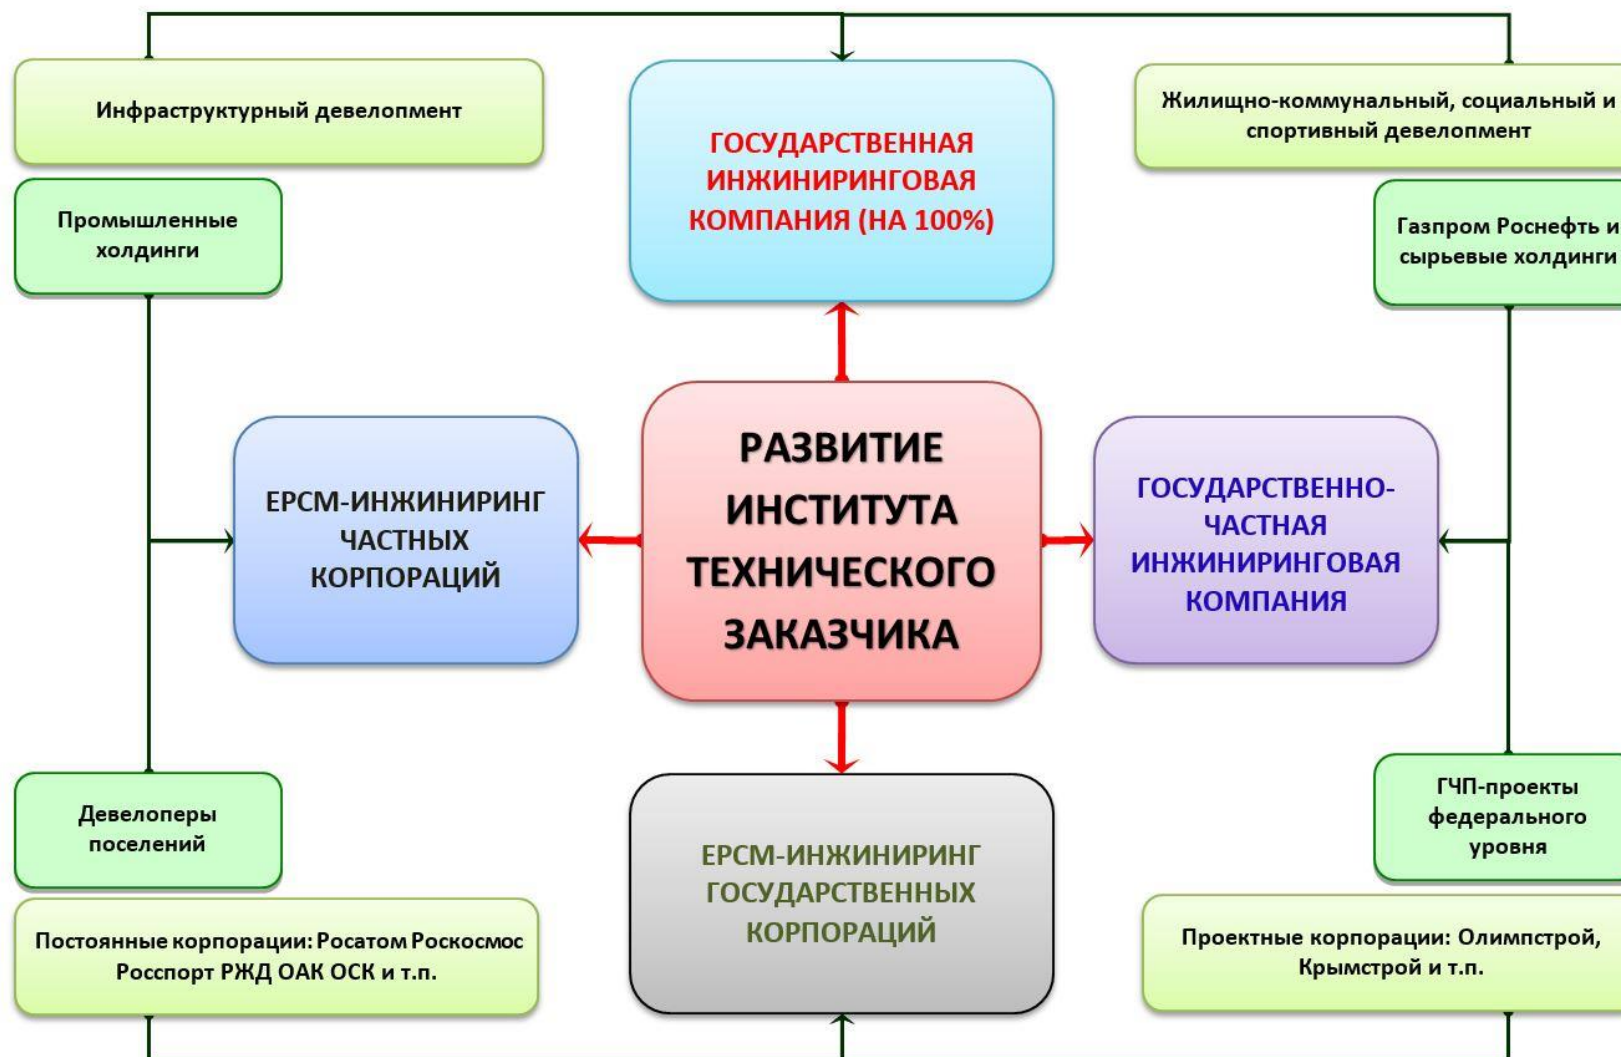 Инфраструктурный девелопмент
ГОСУДАРСТВЕННАЯ
ИНЖИНИРИНГОВАЯ
КОМПАНИЯ (НА 100%)
Жилищно-коммунальный, социальный и
спортивный девелопмент
Промышленные
холдинги
Газпром Роснефть и
сырьевые холдинги
ЕРСМ-ИНЖИНИРИНГ
ЧАСТНЫХ
КОРПОРАЦИЙ
РАЗВИТИЕ
ИНСТИТУТА
ТЕХНИЧЕСКОГО
ЗАКАЗЧИКА
ГОСУДАРСТВЕННО-
ЧАСТНАЯ
ИНЖИНИРИНГОВАЯ
КОМПАНИЯ
Девелоперы
поселений
ЕРСМ-ИНЖИНИРИНГ
ГОСУДАРСТВЕННЫХ
КОРПОРАЦИЙ
ГЧП-проекты
федерального
уровня
Постоянные корпорации: Росатом Роскосмос
Росспорт РЖД ОАК ОСК и т.п.
Проектные корпорации: Олимпстрой,
Крымстрой и т.п.